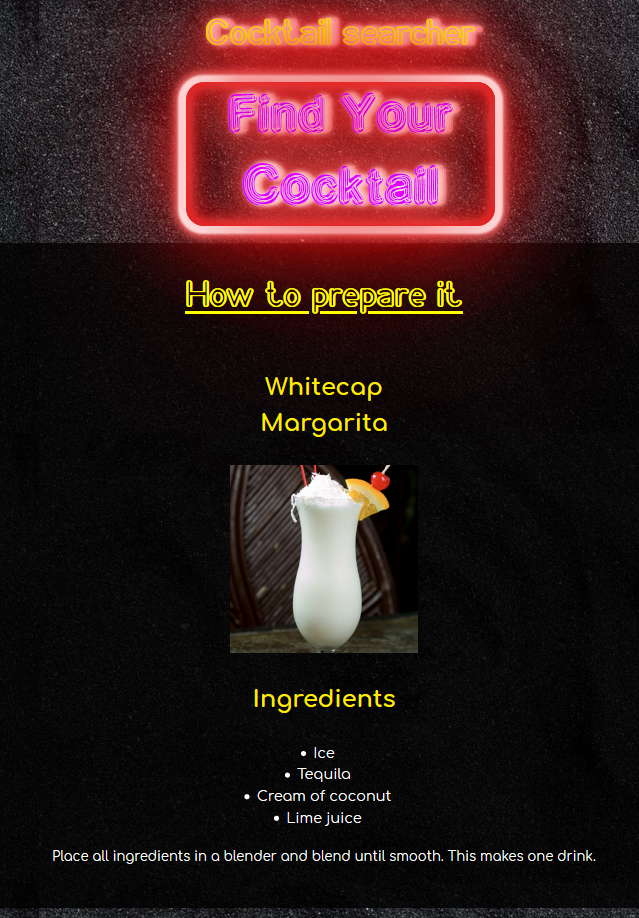 Cocktail searcher
Find Your
Cocktail
How to prepare it
Whitecap
Margarita
Ingredients
• Ice
• Tequila
• Cream of coconut
• Lime juice
Place all ingredients in a blender and blend until smooth. This makes one drink.